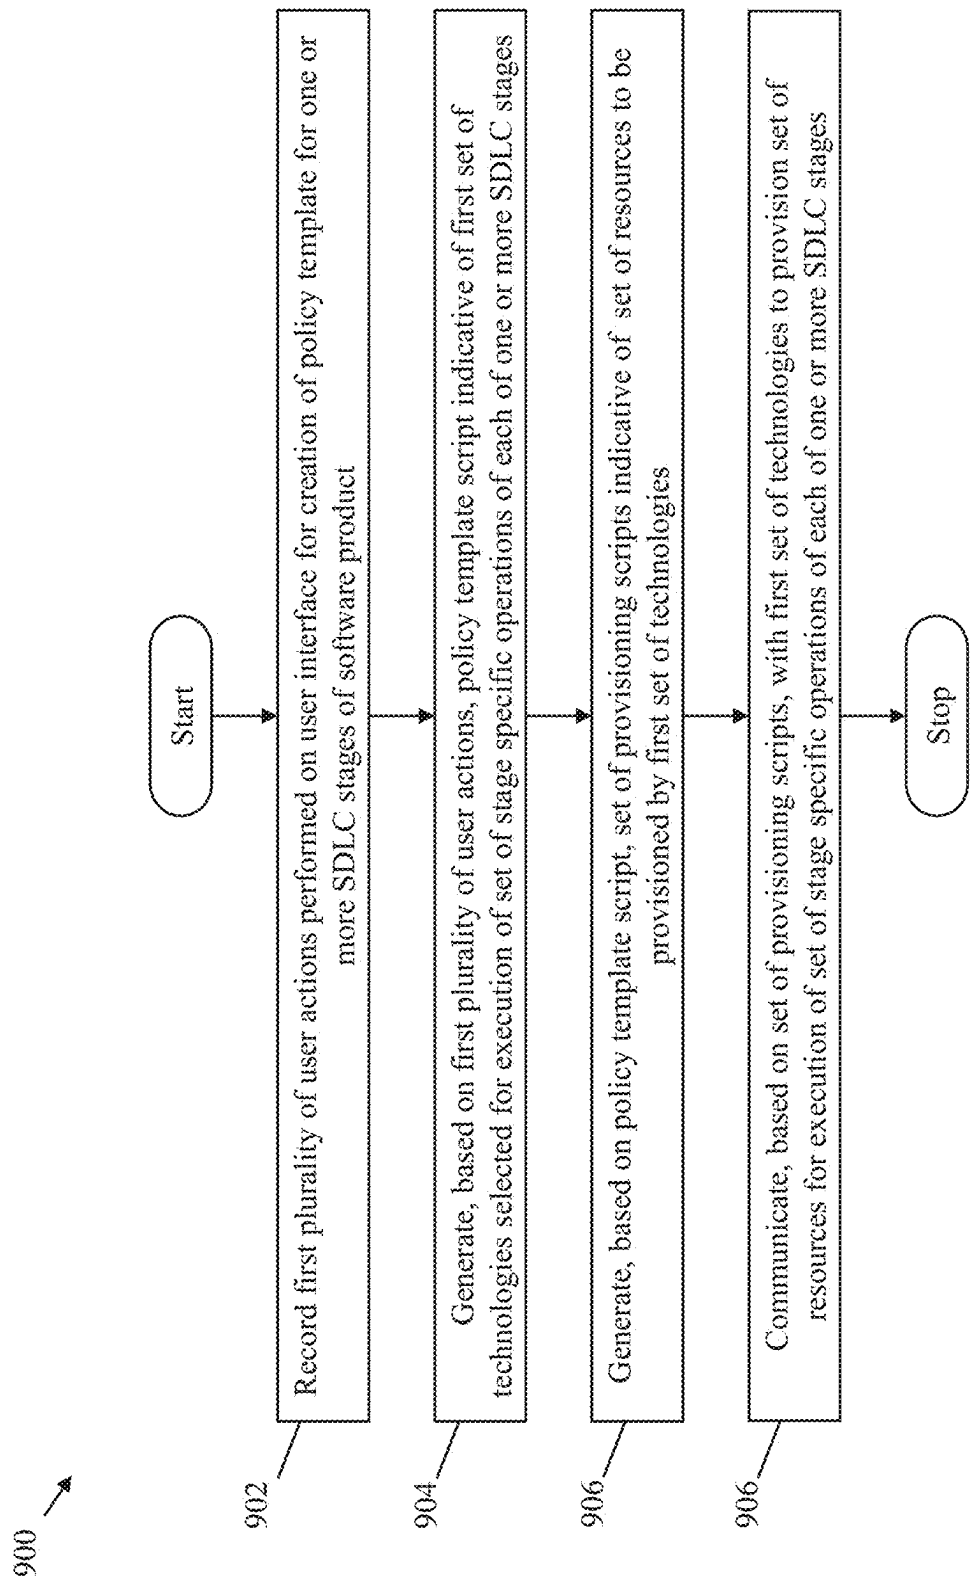 900
Start
902
Record first plurality of user actions performed on user interface for creation of policy template for one or
more SDLC stages of software product
904
Generate, based on first plurality of user actions, policy template script indicative of first set of
technologies selected for execution of set of stage specific operations of each of one or more SDLC stages
906
Generate, based on policy template script, set of provisioning scripts indicative of set of resources to be
provisioned by first set of technologies
906
Communicate, based on set of provisioning scripts, with first set of technologies to provision set of
resources for execution of set of stage specific operations of each of one or more SDLC stages
Stop